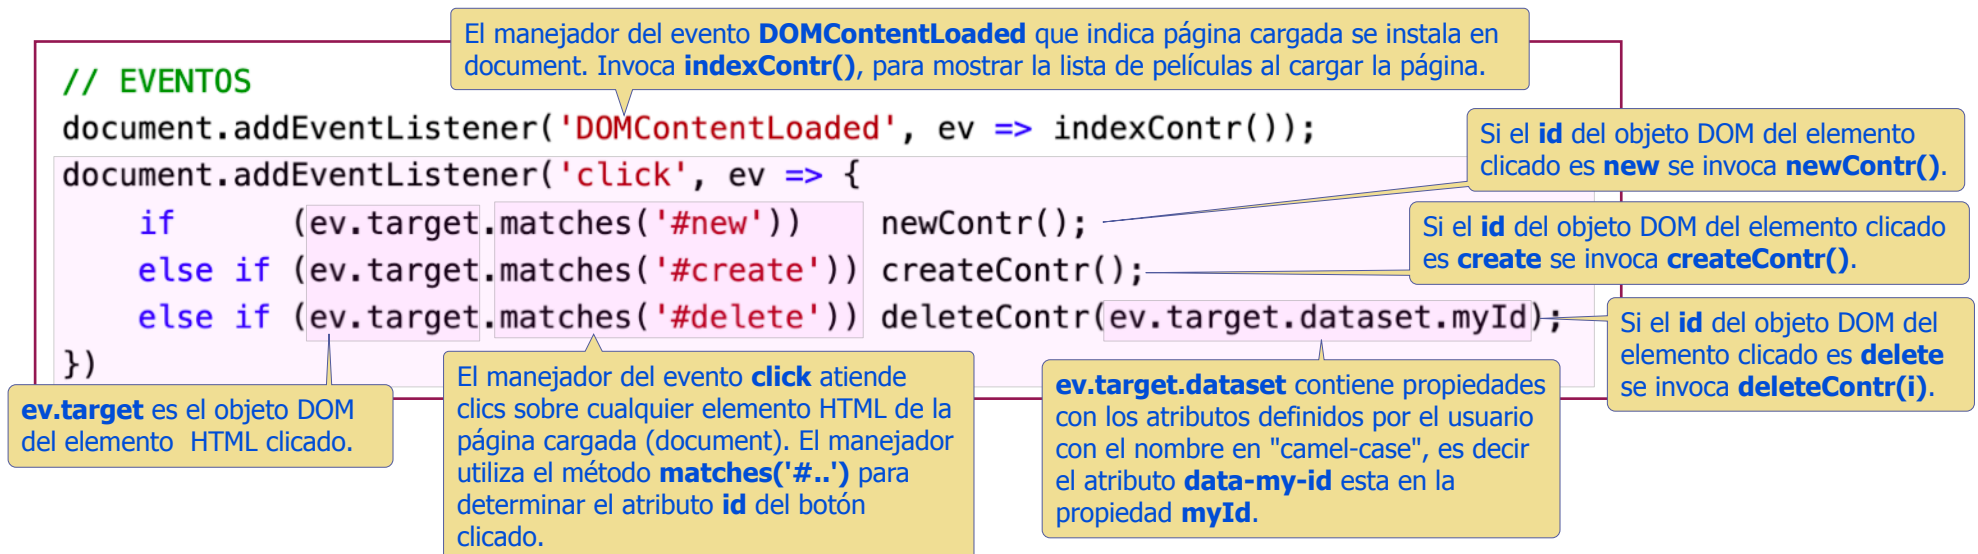 El manejador del evento DOMContentLoaded que indica página cargada se instala en
document. Invoca indexContr(), para mostrar la lista de películas al cargar la página.
// EVENTOS
document.addEventListener('DOMContentLoaded', ev => indexContr());
document.addEventListener('click', ev => {
    if      (ev.target.matches('#new'))    newContr();
    else if (ev.target.matches('#create')) createContr();
    else if (ev.target.matches('#delete')) deleteContr(ev.target.dataset.myId);
})
Si el id del objeto DOM del elemento
clicado es new se invoca newContr().
Si el id del objeto DOM del elemento clicado
es create se invoca createContr().
Si el id del objeto DOM del
elemento clicado es delete
se invoca deleteContr(i).
ev.target es el objeto DOM
del elemento  HTML clicado.
El manejador del evento click atiende
clics sobre cualquier elemento HTML de la
página cargada (document). El manejador
utiliza el método matches('#..') para
determinar el atributo id del botón
clicado.
ev.target.dataset contiene propiedades
con los atributos definidos por el usuario
con el nombre en "camel-case", es decir
el atributo data-my-id esta en la
propiedad myId.